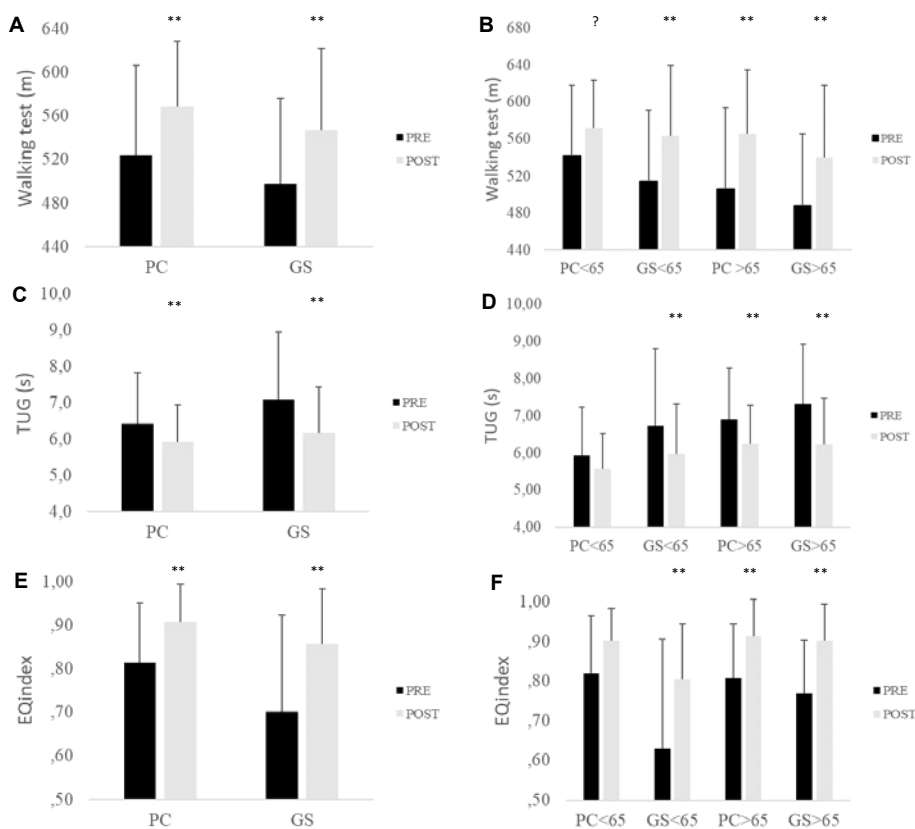 A
** **
Walking test (m)
640
600
560
520
480
440
PC GS
PRE
POST
B
? ** ** **
Walking test (m)
680
640
600
560
520
480
440
PC<65 GS<65 PC >65 GS>65
PRE
POST
C
** **
TUG (s)
10,0
9,0
8,0
7,0
6,0
5,0
4,0
PC GS
PRE
POST
D
** ** **
TUG (s)
10,00
9,00
8,00
7,00
6,00
5,00
4,00
PC<65 GS<65 PC>65 GS>65
PRE
POST
E
** **
EQindex
1,00
,90
,80
,70
,60
,50
PC GS
PRE
POST
F
** ** **
EQindex
1,00
,90
,80
,70
,60
,50
PC<65 GS<65 PC>65 GS>65
PRE
POST